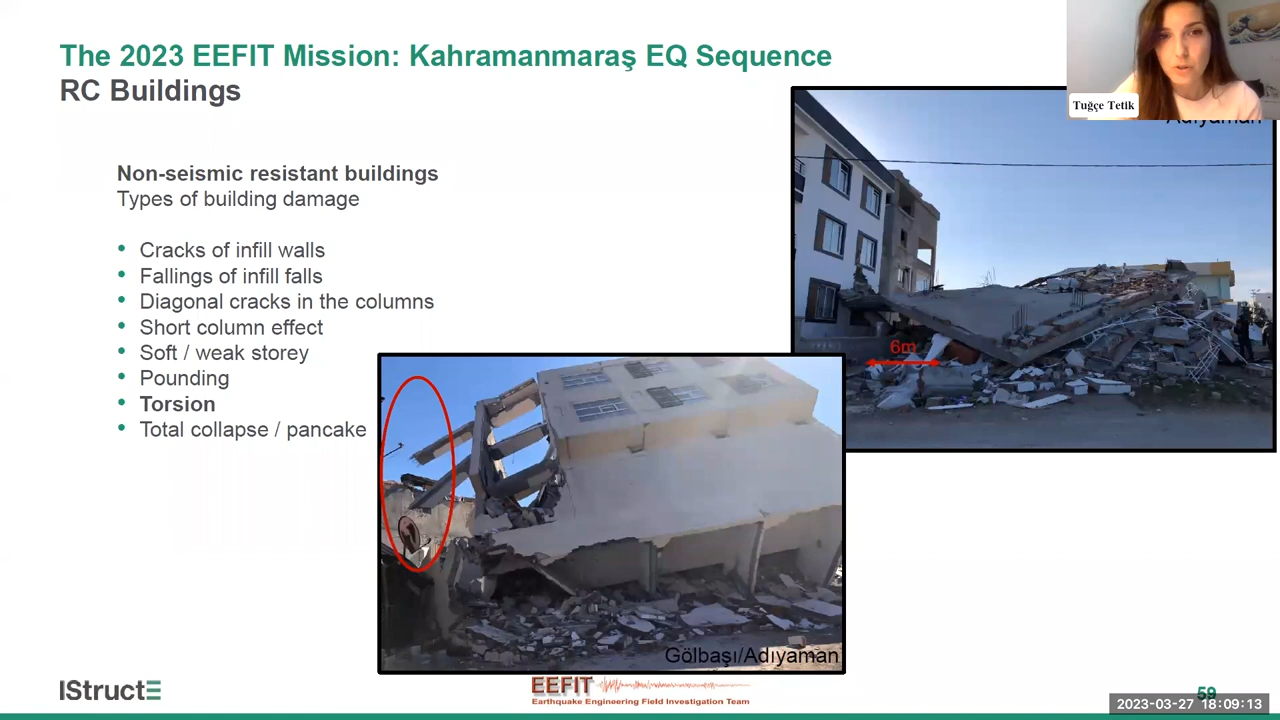 The 2023 EEFIT Mission: Kahramanmaraş EQ Sequence
RC Buildings
Tuğçe Tetik
Adıyaman
Non-seismic resistant buildings
Types of building damage
• Cracks of infill walls
• Fallings of infill falls
• Diagonal cracks in the columns
• Short column effect
• Soft / weak storey
• Pounding
• Torsion
• Total collapse / pancake
6m
Gölbaşı/Adıyaman
IStructE
EEFIT
Earthquake Engineering Field Investigation Team
59
2023-03-27 18:09:13